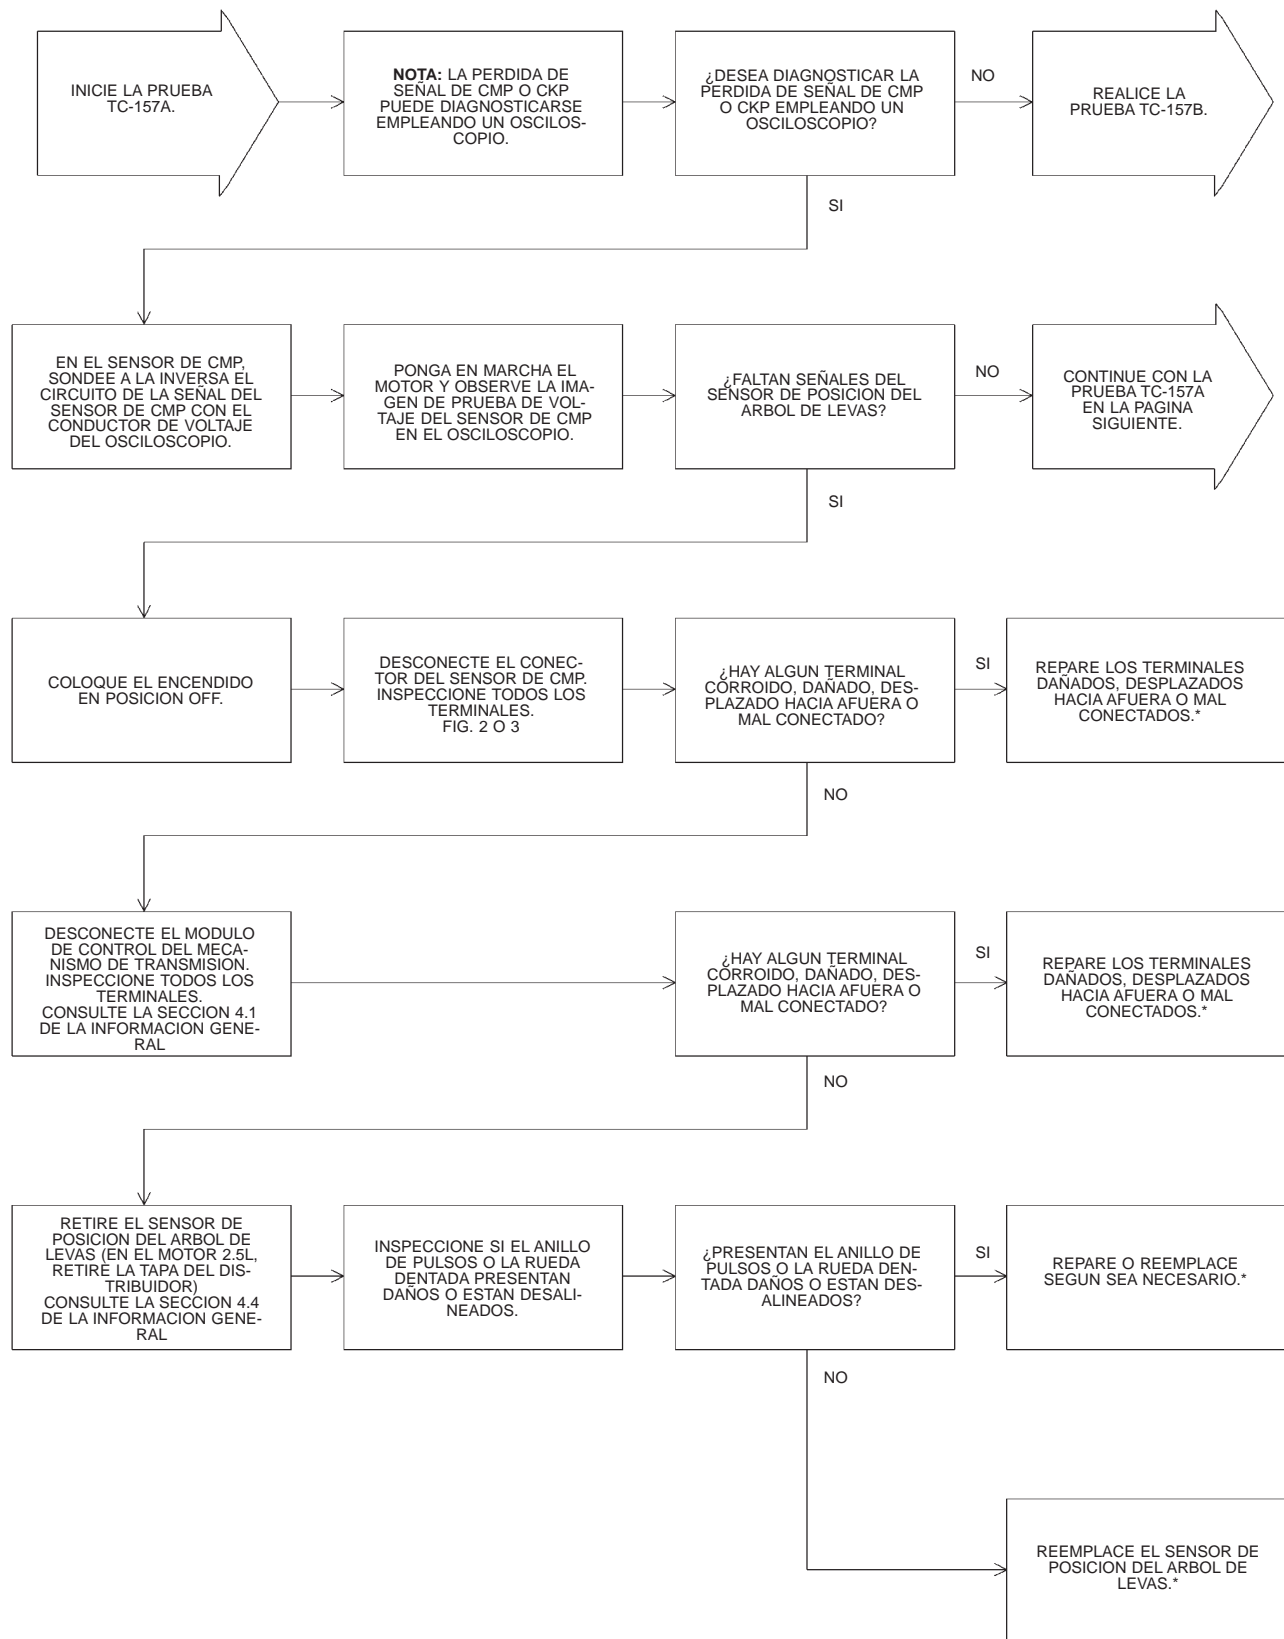 INICIE LA PRUEBA
TC-157A.
NOTA: LA PERDIDA DE
SEÑAL DE CMP O CKP
PUEDE DIAGNOSTICARSE
EMPLEANDO UN OSCILOS-
COPIO.
¿DESEA DIAGNOSTICAR LA
PERDIDA DE SEÑAL DE CMP
O CKP EMPLEANDO UN
OSCILOSCOPIO?
NO
REALICE LA
PRUEBA TC-157B.
SI
EN EL SENSOR DE CMP,
SONDEE A LA INVERSA EL
CIRCUITO DE LA SEÑAL DEL
SENSOR DE CMP CON EL
CONDUCTOR DE VOLTAJE
DEL OSCILOSCOPIO.
PONGA EN MARCHA EL
MOTOR Y OBSERVE LA IMA-
GEN DE PRUEBA DE VOL-
TAJE DEL SENSOR DE CMP
EN EL OSCILOSCOPIO.
¿FALTAN SEÑALES DEL
SENSOR DE POSICION DEL
ARBOL DE LEVAS?
NO
CONTINUE CON LA
PRUEBA TC-157A
EN LA PAGINA
SIGUIENTE.
SI
COLOQUE EL ENCENDIDO
EN POSICION OFF.
DESCONECTE EL CONEC-
TOR DEL SENSOR DE CMP.
INSPECCIONE TODOS LOS
TERMINALES.
FIG. 2 O 3
¿HAY ALGUN TERMINAL
CORROIDO, DAÑADO, DES-
PLAZADO HACIA AFUERA O
MAL CONECTADO?
SI
REPARE LOS TERMINALES
DAÑADOS, DESPLAZADOS
HACIA AFUERA O MAL
CONECTADOS.*
NO
DESCONECTE EL MODULO
DE CONTROL DEL MECA-
NISMO DE TRANSMISION.
INSPECCIONE TODOS LOS
TERMINALES.
CONSULTE LA SECCION 4.1
DE LA INFORMACION GENE-
RAL
¿HAY ALGUN TERMINAL
CORROIDO, DAÑADO, DES-
PLAZADO HACIA AFUERA O
MAL CONECTADO?
SI
REPARE LOS TERMINALES
DAÑADOS, DESPLAZADOS
HACIA AFUERA O MAL
CONECTADOS.*
NO
RETIRE EL SENSOR DE
POSICION DEL ARBOL DE
LEVAS (EN EL MOTOR 2.5L,
RETIRE LA TAPA DEL DIS-
TRIBUIDOR)
CONSULTE LA SECCION 4.4
DE LA INFORMACION GENE-
RAL
INSPECCIONE SI EL ANILLO
DE PULSOS O LA RUEDA
DENTADA PRESENTAN
DAÑOS O ESTAN DESALI-
NEADOS.
¿PRESENTAN EL ANILLO DE
PULSOS O LA RUEDA DEN-
TADA DAÑOS O ESTAN DES-
ALINEADOS?
SI
REPARE O REEMPLACE
SEGUN SEA NECESARIO.*
NO
REEMPLACE EL SENSOR DE
POSICION DEL ARBOL DE
LEVAS.*